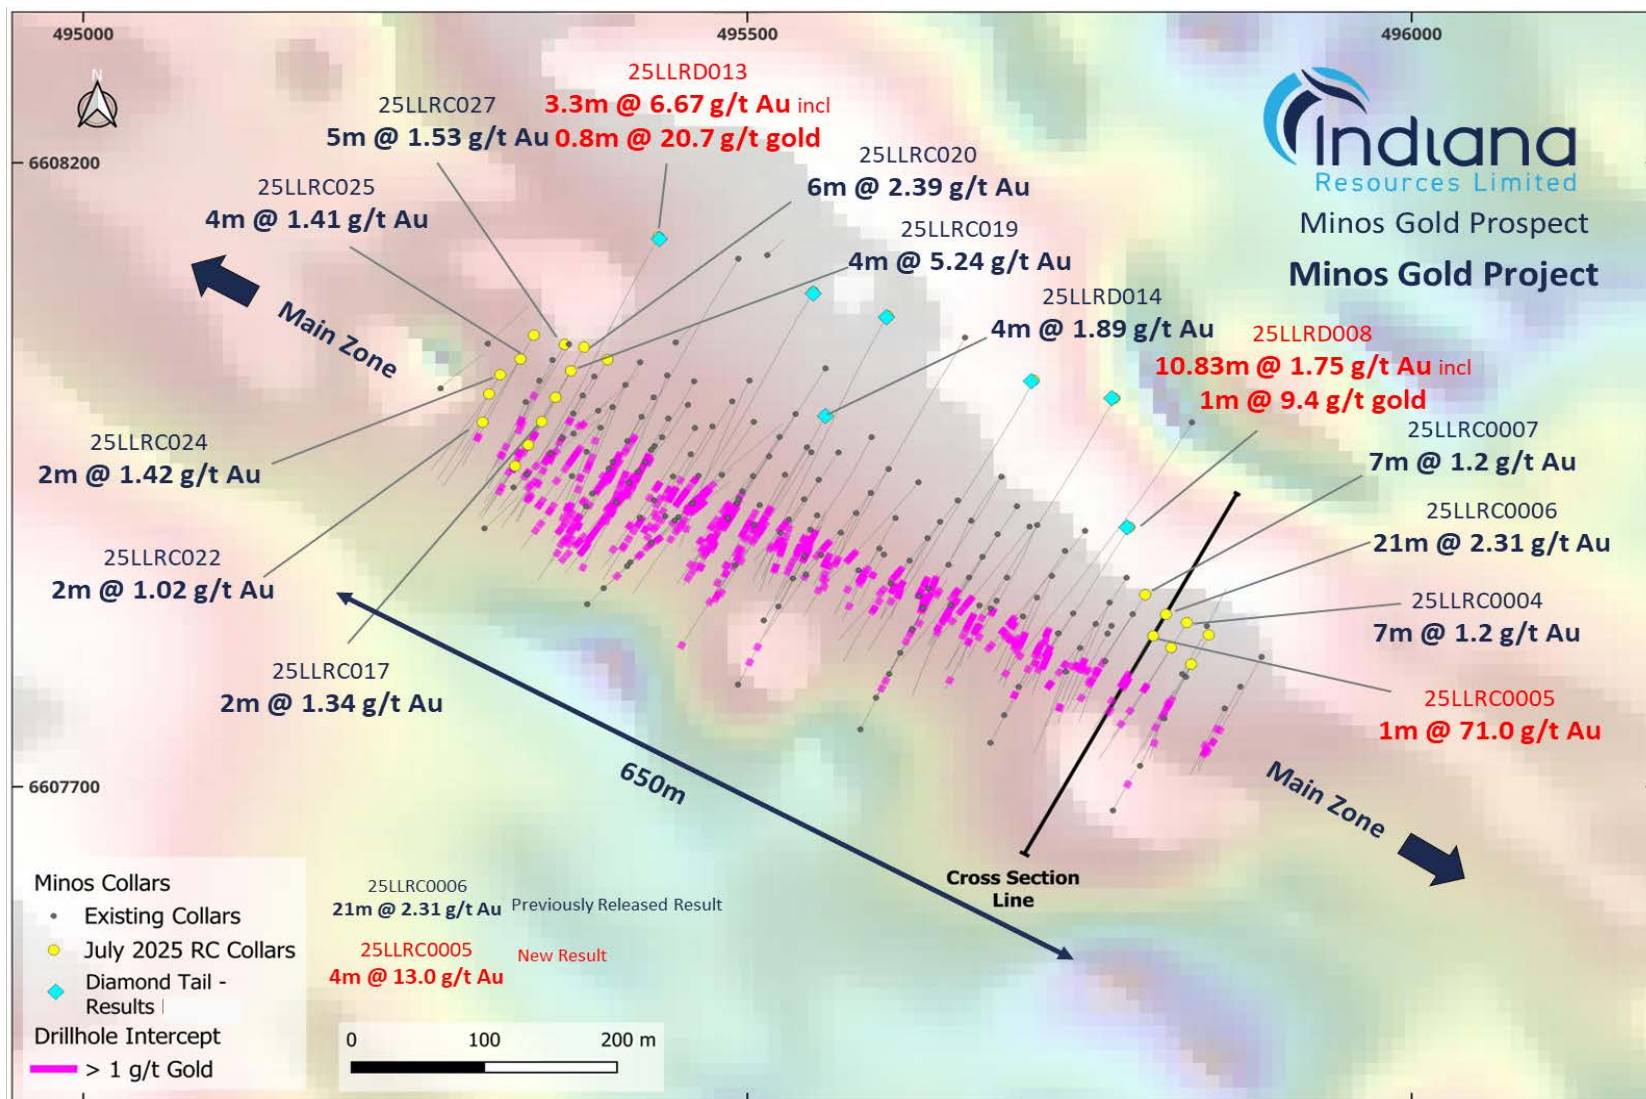 495000
495500
496000
N
6608200
6607700
Indiana
Resources Limited
Minos Gold Prospect
Minos Gold Project
25LLRD013
3.3m @ 6.67 g/t Au incl
0.8m @ 20.7 g/t gold
25LLRC027
5m @ 1.53 g/t Au
25LLRC020
6m @ 2.39 g/t Au
25LLRC025
4m @ 1.41 g/t Au
25LLRC019
4m @ 5.24 g/t Au
25LLRD014
4m @ 1.89 g/t Au
25LLRD008
10.83m @ 1.75 g/t Au incl
1m @ 9.4 g/t gold
Main Zone
25LLRC0007
7m @ 1.2 g/t Au
25LLRC024
2m @ 1.42 g/t Au
25LLRC0006
21m @ 2.31 g/t Au
25LLRC022
2m @ 1.02 g/t Au
25LLRC0004
7m @ 1.2 g/t Au
25LLRC017
2m @ 1.34 g/t Au
25LLRC0005
1m @ 71.0 g/t Au
650m
Main Zone
Cross Section
Line
Minos Collars
Existing Collars
July 2025 RC Collars
Diamond Tail -
Results
Drillhole Intercept
> 1 g/t Gold
25LLRC0006
21m @ 2.31 g/t Au
Previously Released Result
25LLRC0005
4m @ 13.0 g/t Au
New Result
0 100 200 m